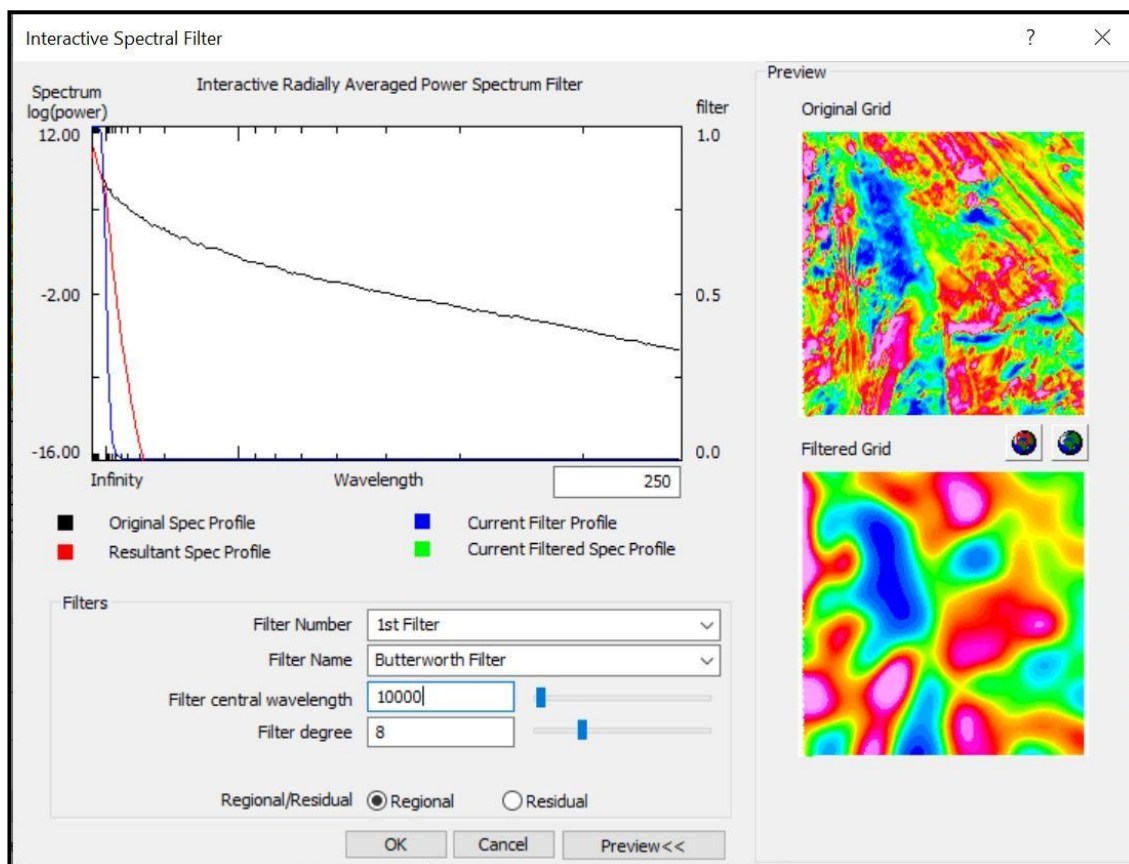 Interactive Spectral Filter ? ×
Preview
Interactive Radially Averaged Power Spectrum Filter
Spectrum
log(power)
filter
Original Grid
12.00
1.0
-2.00
0.5
-16.00
0.0
Infinity Wavelength 250
Filtered Grid
Original Spec Profile Current Filter Profile
Resultant Spec Profile Current Filtered Spec Profile
Filters
Filter Number 1st Filter
Filter Name Butterworth Filter
Filter central wavelength 10000
Filter degree 8
Regional/Residual Regional Residual
OK Cancel Preview<<